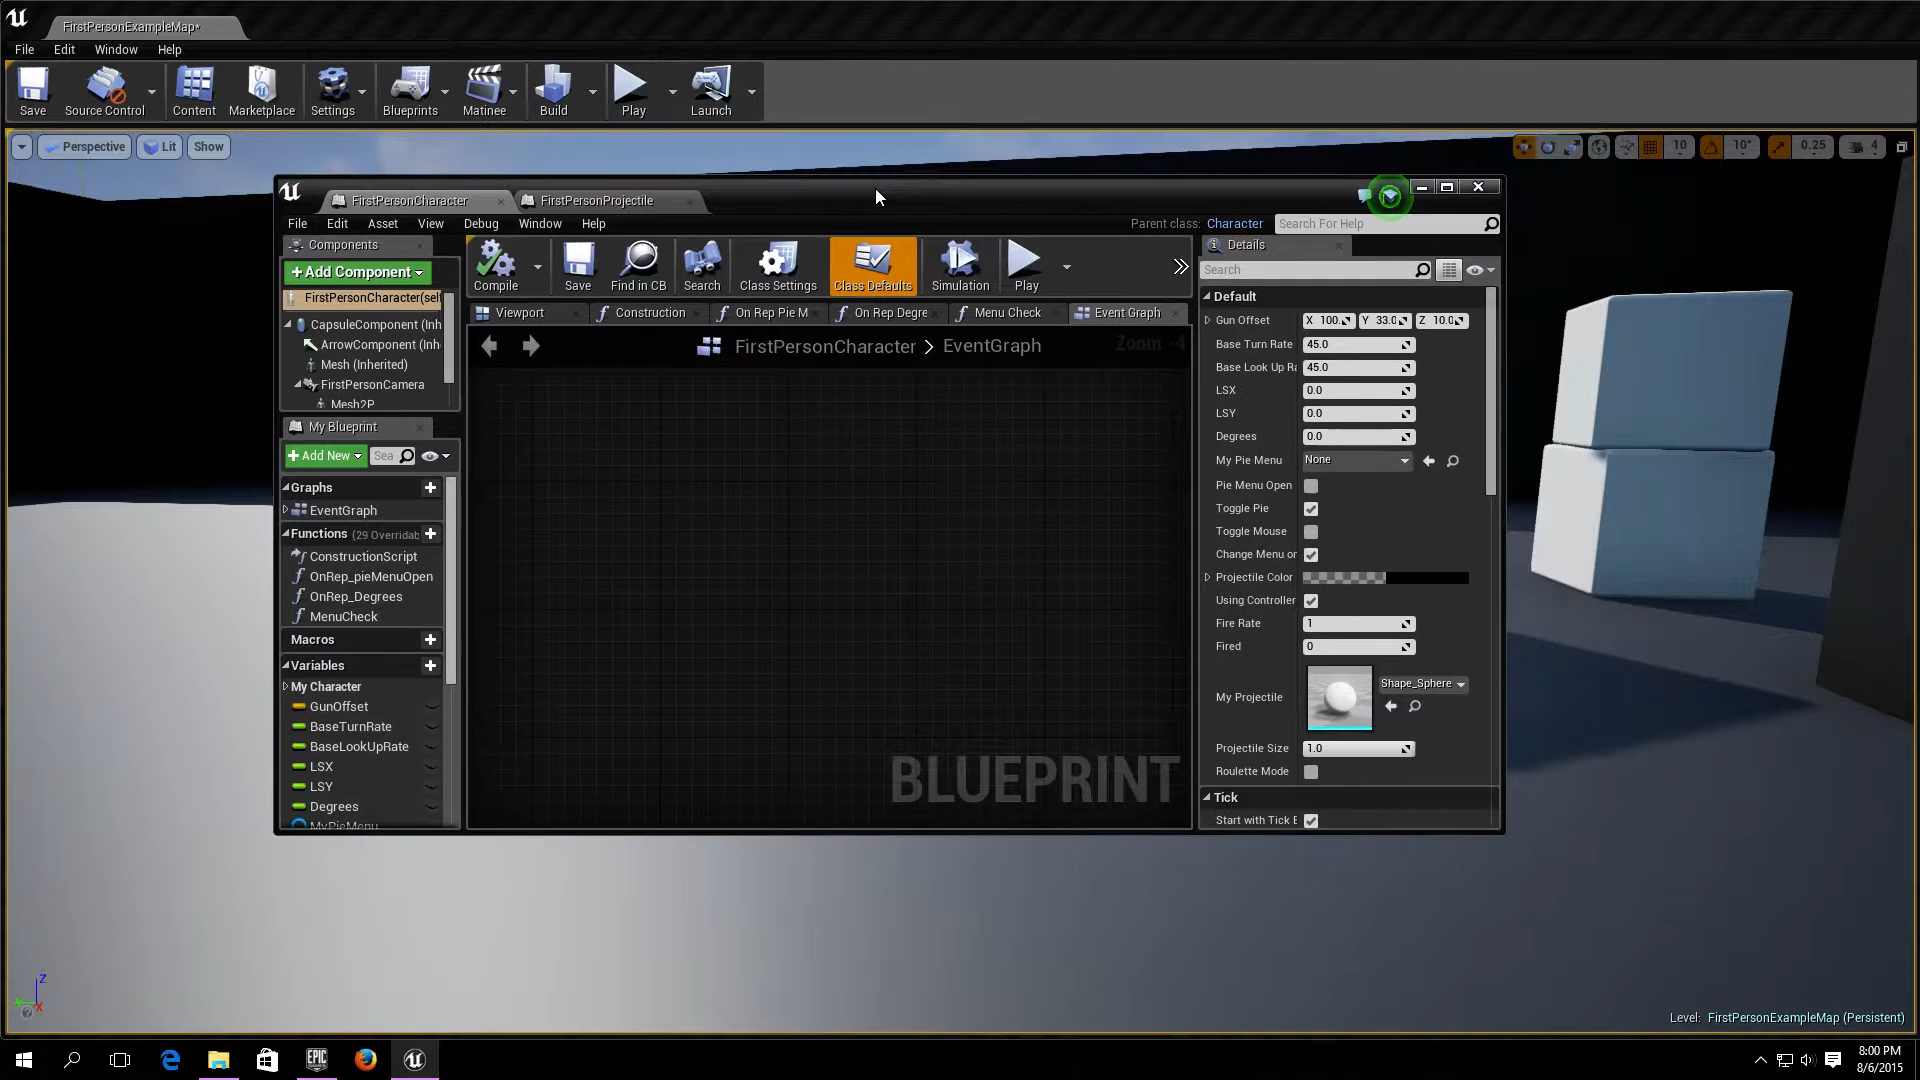 FirstPersonExampleMap*
File Edit Window Help
Save Source Control Content Marketplace Settings Blueprints Matinee Build Play Launch
Perspective Lit Show
10 10° 0.25 4
FirstPersonCharacter FirstPersonProjectile
File Edit Asset View Debug Window Help
Parent class: Character Search For Help
Components
+Add Component
FirstPersonCharacter(self
CapsuleComponent (Inh
ArrowComponent (Inh
Mesh (Inherited)
FirstPersonCamera
Mesh2P
My Blueprint
+Add New Sea
Graphs
EventGraph
Functions (29 Overridab
ConstructionScript
OnRep_pieMenuOpen
OnRep_Degrees
MenuCheck
Macros
Variables
My Character
GunOffset
BaseTurnRate
BaseLookUpRate
LSX
LSY
Degrees
MyPieMenu
Compile Save Find in CB Search Class Settings Class Defaults Simulation Play
Viewport Construction On Rep Pie M On Rep Degre Menu Check Event Graph
FirstPersonCharacter > EventGraph
Zoom -4
BLUEPRINT
Details
Search
Default
Gun Offset X 100. Y 33.0 Z 10.0
Base Turn Rate 45.0
Base Look Up Ra 45.0
LSX 0.0
LSY 0.0
Degrees 0.0
My Pie Menu None
Pie Menu Open
Toggle Pie
Toggle Mouse
Change Menu or
Projectile Color
Using Controller
Fire Rate 1
Fired 0
My Projectile Shape_Sphere
Projectile Size 1.0
Roulette Mode
Tick
Start with Tick E
Z
X
Level: FirstPersonExampleMap (Persistent)
EPIC GAMES
8:00 PM
8/6/2015